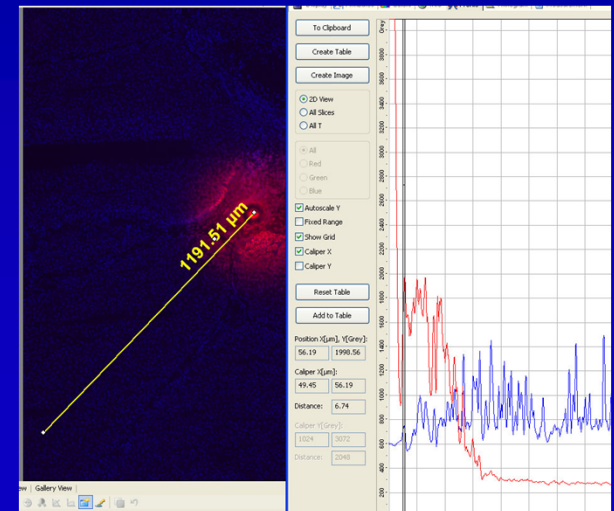 1191.51 µm
ew
Gallery View
To Clipboard
Create Table
Create Image
2D View
All Slices
All T
All
Red
Green
Blue
Autoscale Y
Fixed Range
Show Grid
Caliper X
Caliper Y
Reset Table
Add to Table
Position X[µm], Y[Grey]:
56.19 1998.56
Caliper X[µm]:
49.45 56.19
Distance: 6.74
Caliper Y[Grey]:
1024 3072
Distance: 2048
Grey
3800
3600
3400
3200
3000
2800
2600
2400
2200
2000
1800
1600
1400
1200
1000
800
600
400
200